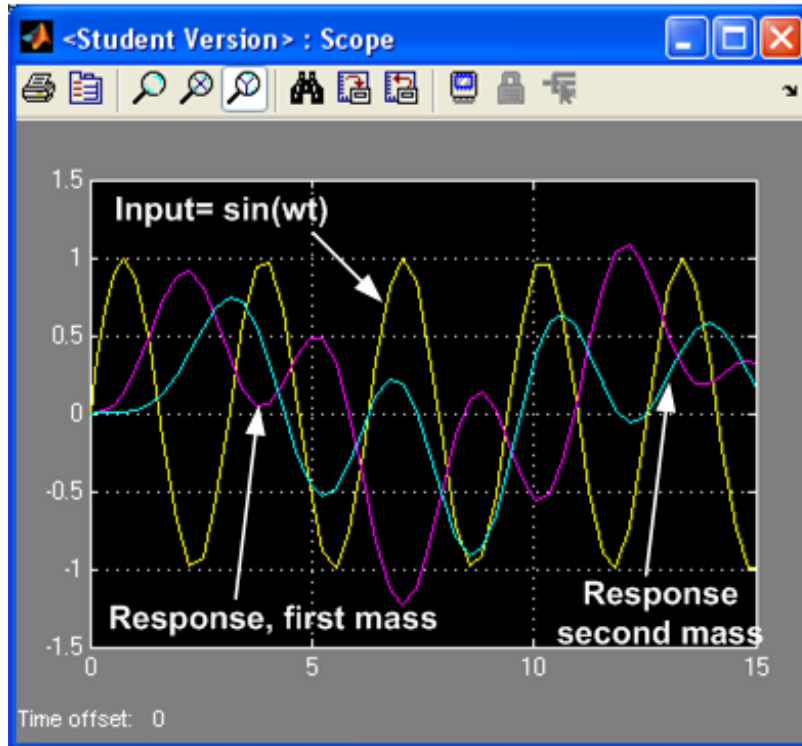 <Student Version> : Scope
1.5
Input= sin(wt)
1
0.5
0
-0.5
-1
Response, first mass
Response
second mass
-1.5
0 5 10 15
Time offset: 0